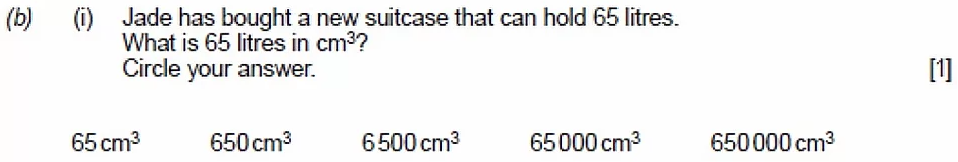 (b) (i) Jade has bought a new suitcase that can hold 65 litres.
What is 65 litres in cm³?
Circle your answer. [1]
65 cm³ 650 cm³ 6 500 cm³ 65 000 cm³ 650 000 cm³